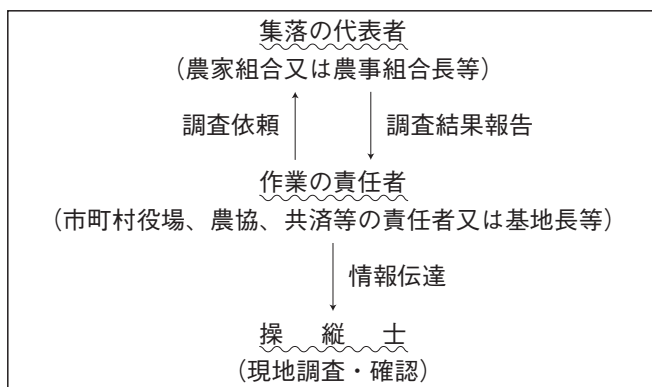 集落の代表者
（農家組合又は農事組合長等）
調査依頼 調査結果報告
作業の責任者
（市町村役場、農協、共済等の責任者又は基地長等）
情報伝達
操　縦　士
（現地調査・確認）